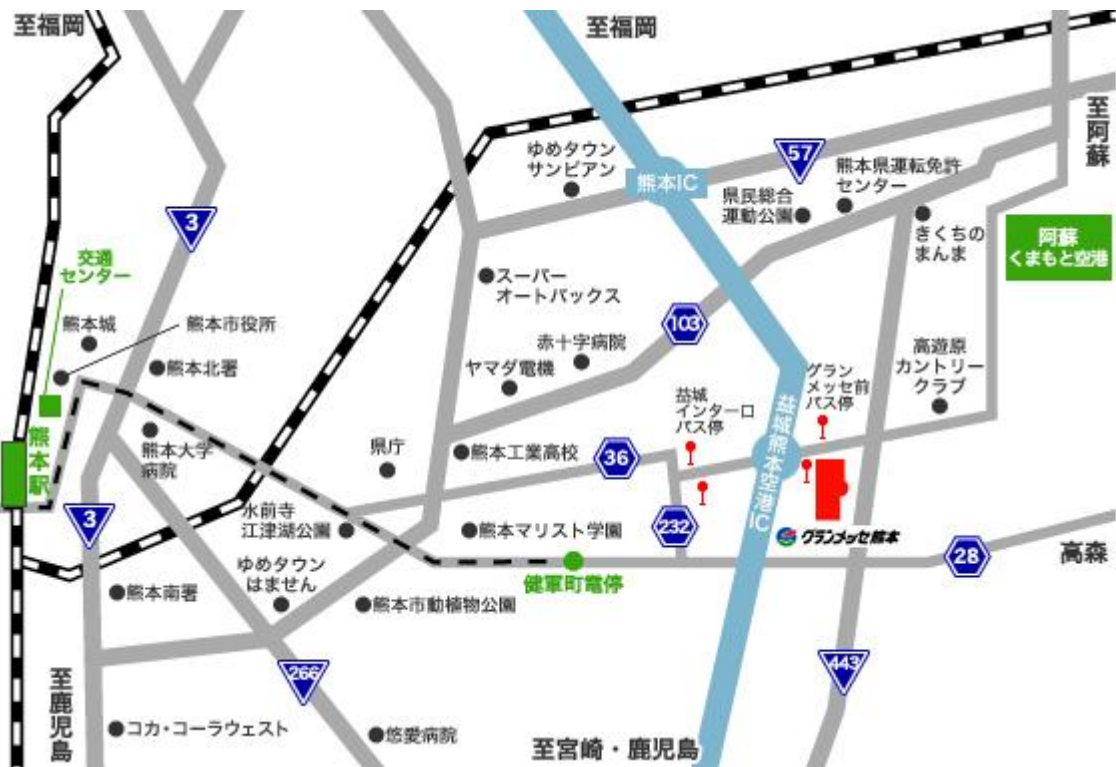 至福岡
至福岡
至阿蘇
ゆめタウン
サンピアン
熊本IC
57
熊本県運転免許
センター
県民総合
運動公園
きくちの
まんま
阿蘇
くまもと空港
3
交通
センター
スーパー
オートバックス
熊本城
熊本市役所
103
赤十字病院
ヤマダ電機
熊本北署
高遊原
カントリー
クラブ
グラン
メッセ前
バス停
益城
インター口
バス停
益城熊本空港IC
熊本駅
熊本大学
病院
県庁
熊本工業高校
36
3
水前寺
江津湖公園
熊本マリスト学園
232
グランメッセ熊本
28
高森
ゆめタウン
はません
健軍町電停
熊本南署
熊本市動植物公園
266
443
至鹿児島
コカ・コーラウェスト
悠愛病院
至宮崎・鹿児島